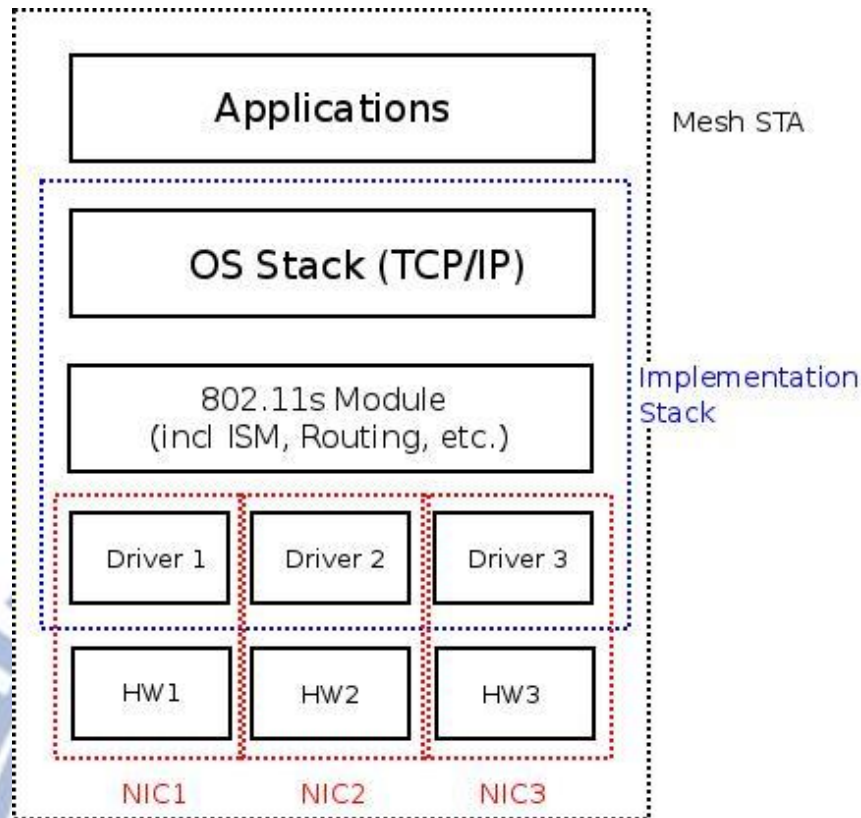 Applications
Mesh STA
OS Stack (TCP/IP)
Implementation
Stack
802.11s Module
(incl ISM, Routing, etc.)
Driver 1
Driver 2
Driver 3
HW1
HW2
HW3
NIC1
NIC2
NIC3